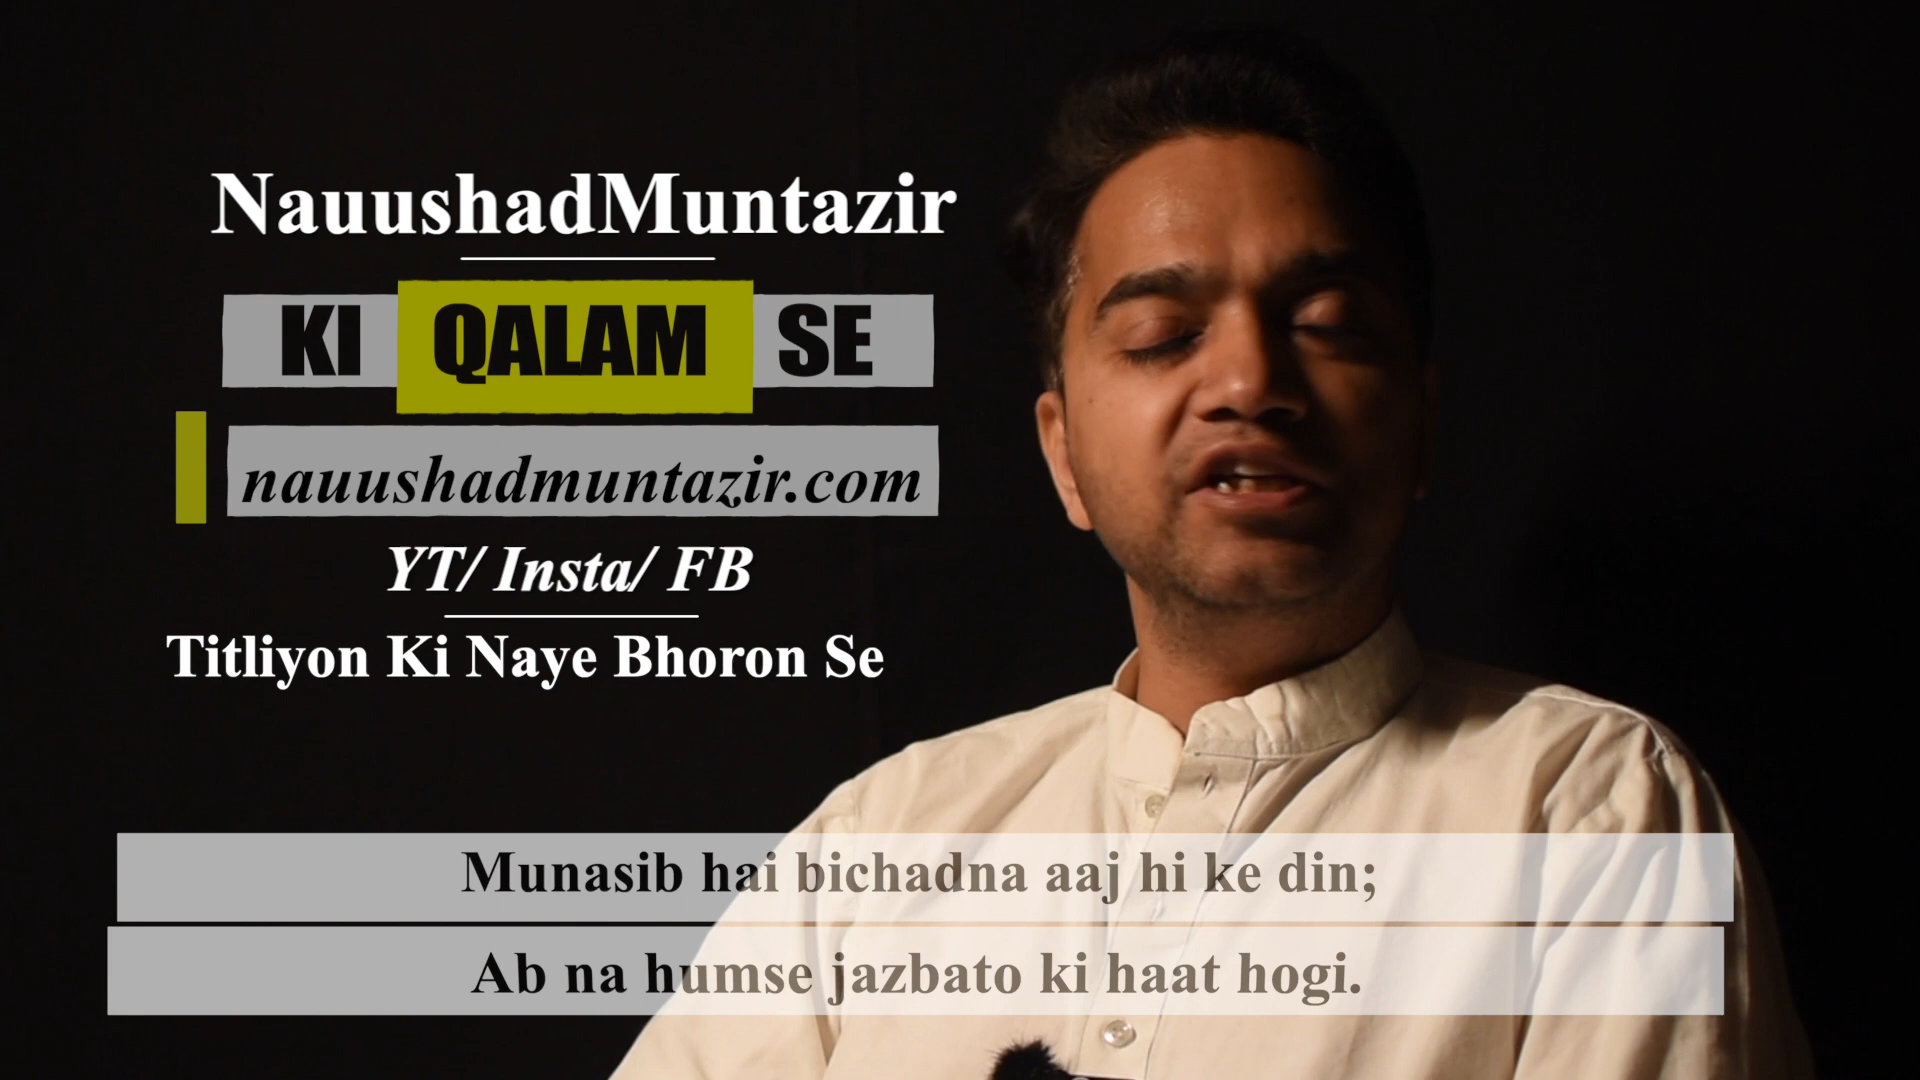 NauushadMuntazir
KI QALAM SE
nauushadmuntazir.com
YT/ Insta/ FB
Titliyon Ki Naye Bhoron Se
Munasib hai bichadna aaj hi ke din;
Ab na humse jazbato ki haat hogi.